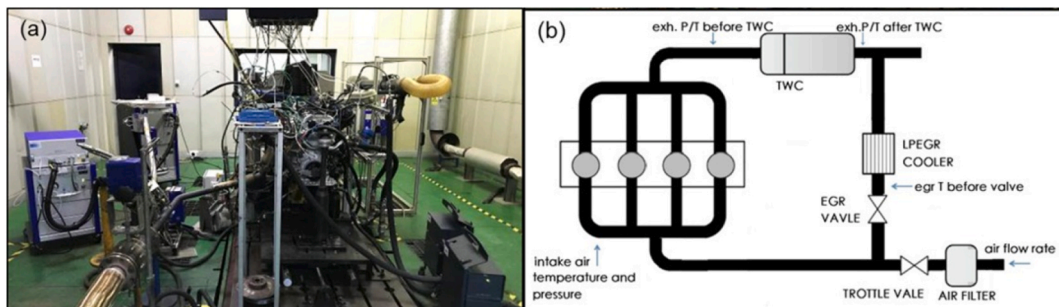 (a)
(b)
exh. P/T before TWC
exh. P/T after TWC
TWC
LPEGR
COOLER
egr T before valve
EGR
VAVLE
intake air
temperature and
pressure
air flow rate
TROTTLE VALE
AIR FILTER